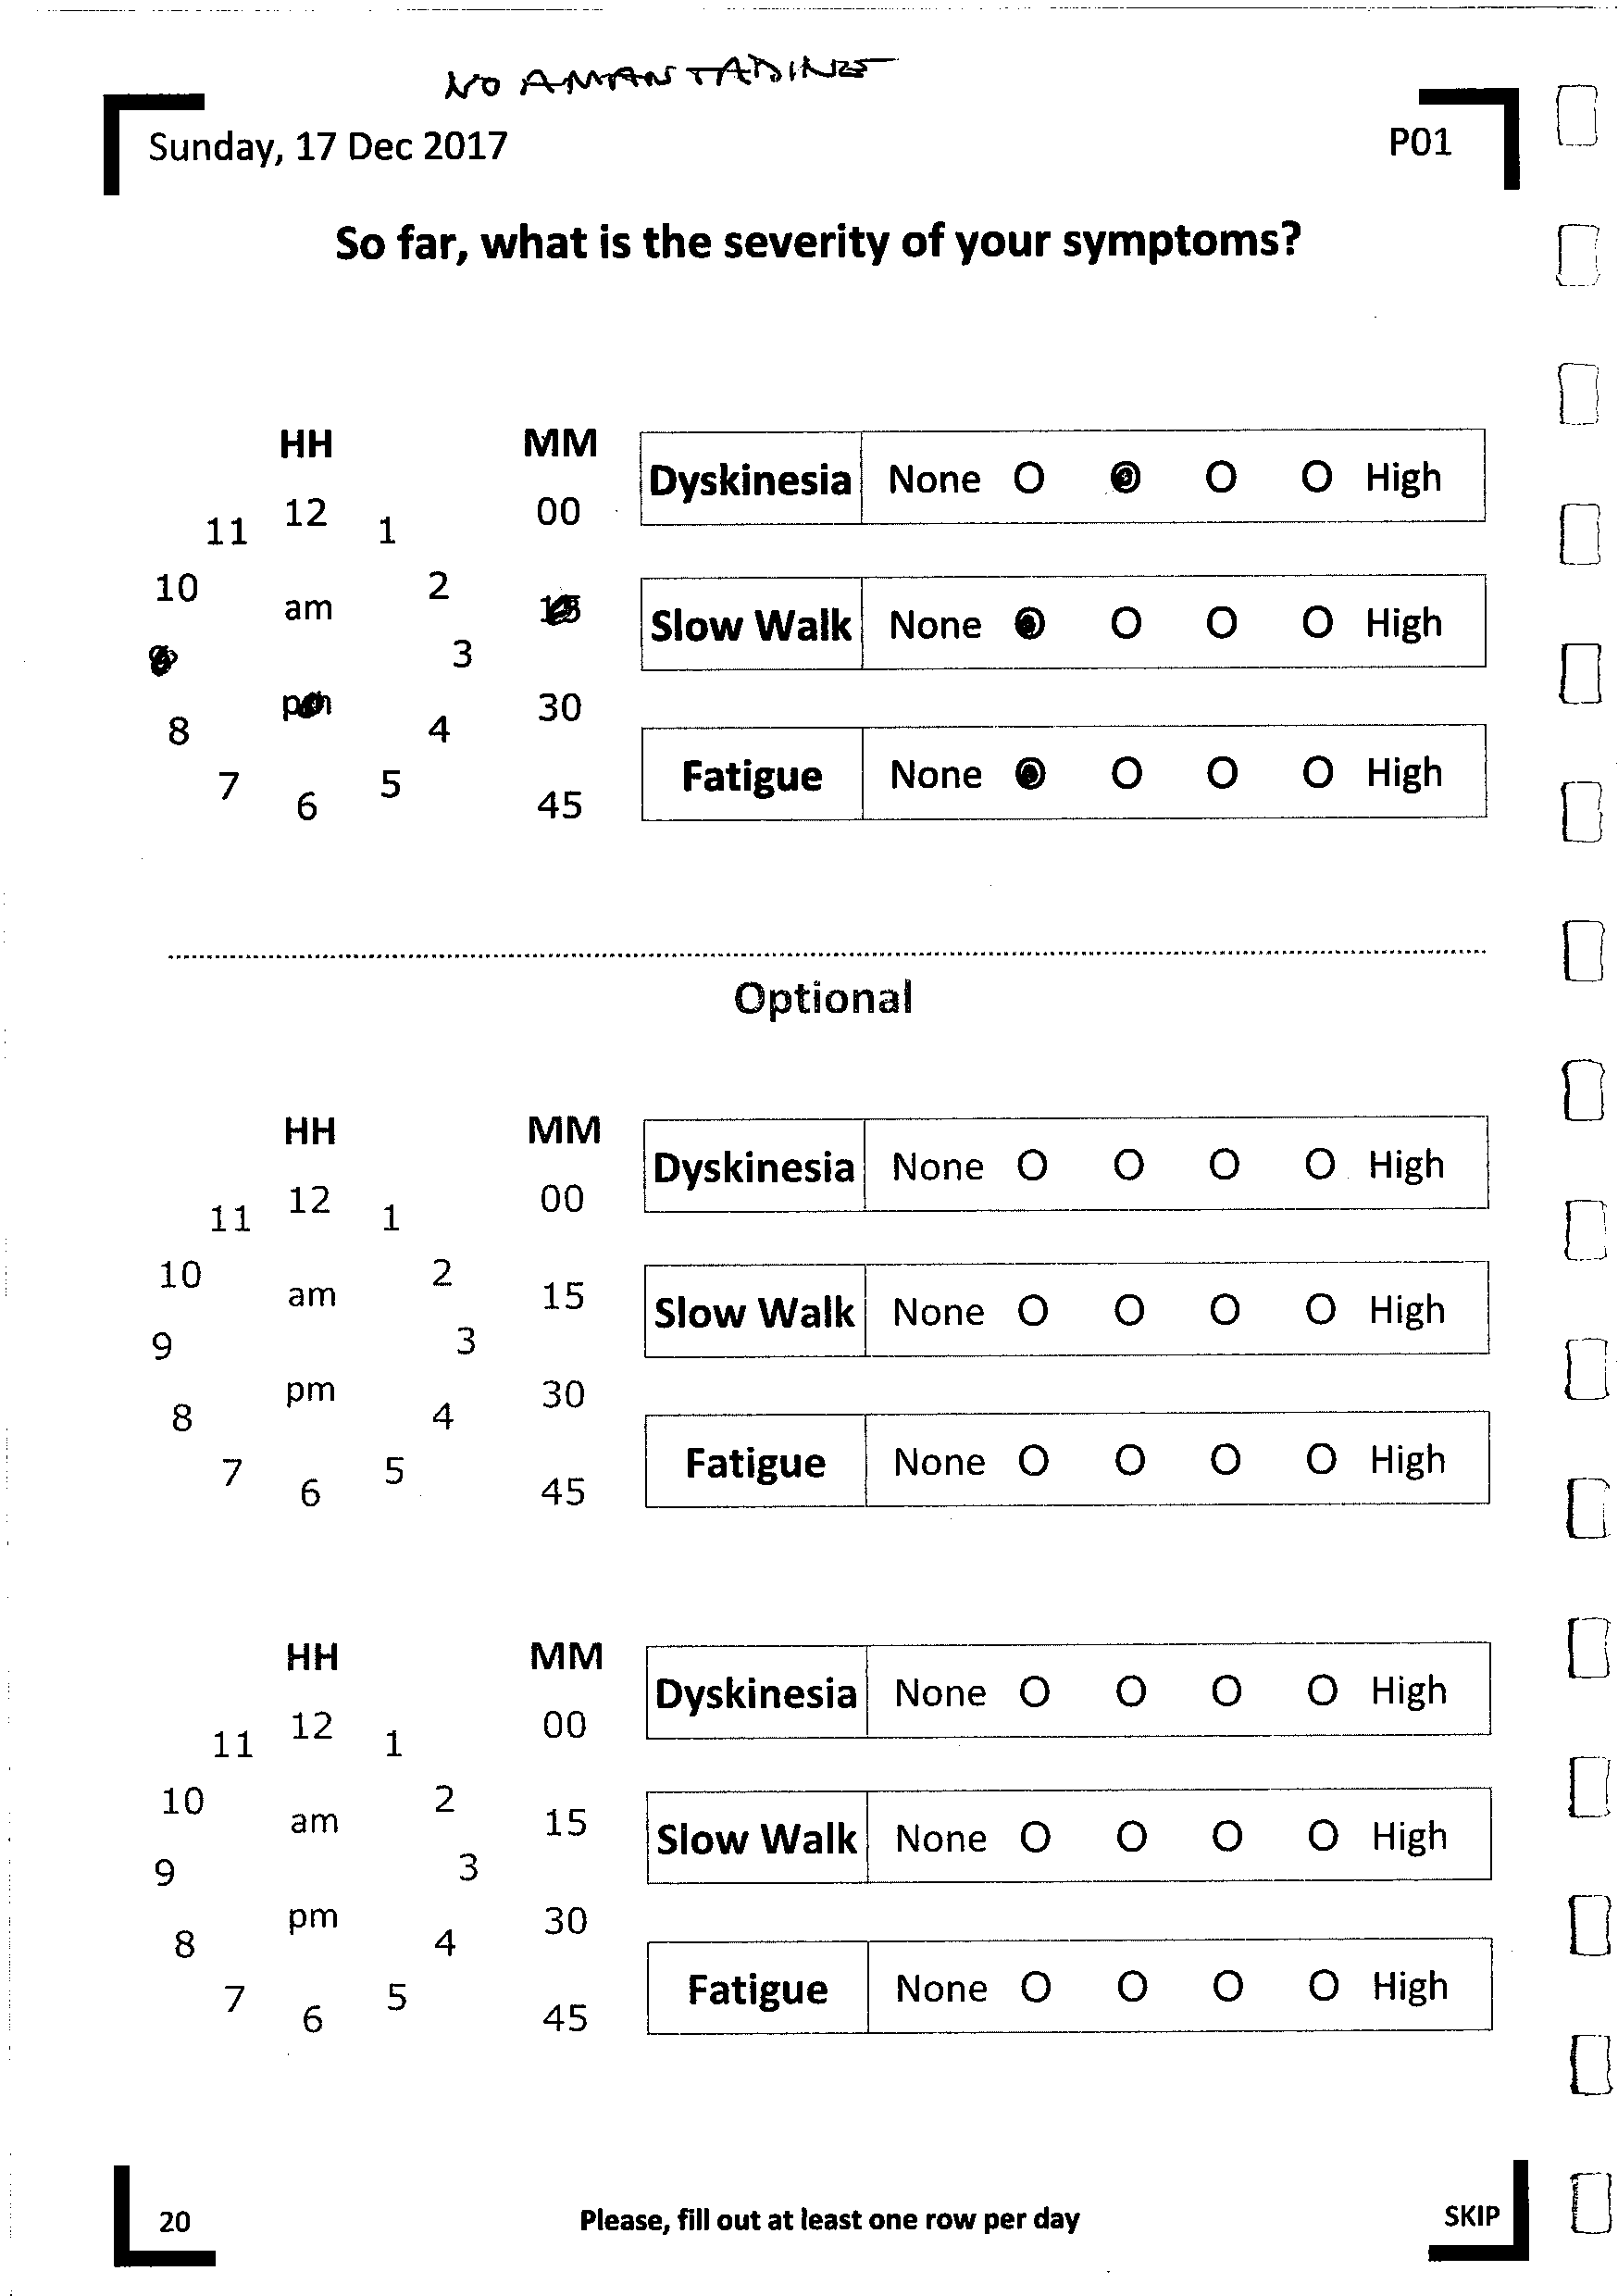 NO AMANTADINE
Sunday, 17 Dec 2017 P01
So far, what is the severity of your symptoms?
HH MM
Dyskinesia None O O O O High
12 00
11 1
10 2
am 15
Slow Walk None O O O O High
9 3
pm 30
8 4
Fatigue None O O O O High
7 5
6 45
Optional
HH MM
Dyskinesia None O O O O High
12 00
11 1
10 2
am 15
Slow Walk None O O O O High
9 3
pm 30
8 4
Fatigue None O O O O High
7 5
6 45
HH MM
Dyskinesia None O O O O High
12 00
11 1
10 2
am 15
Slow Walk None O O O O High
9 3
pm 30
8 4
Fatigue None O O O O High
7 5
6 45
20 Please, fill out at least one row per day SKIP